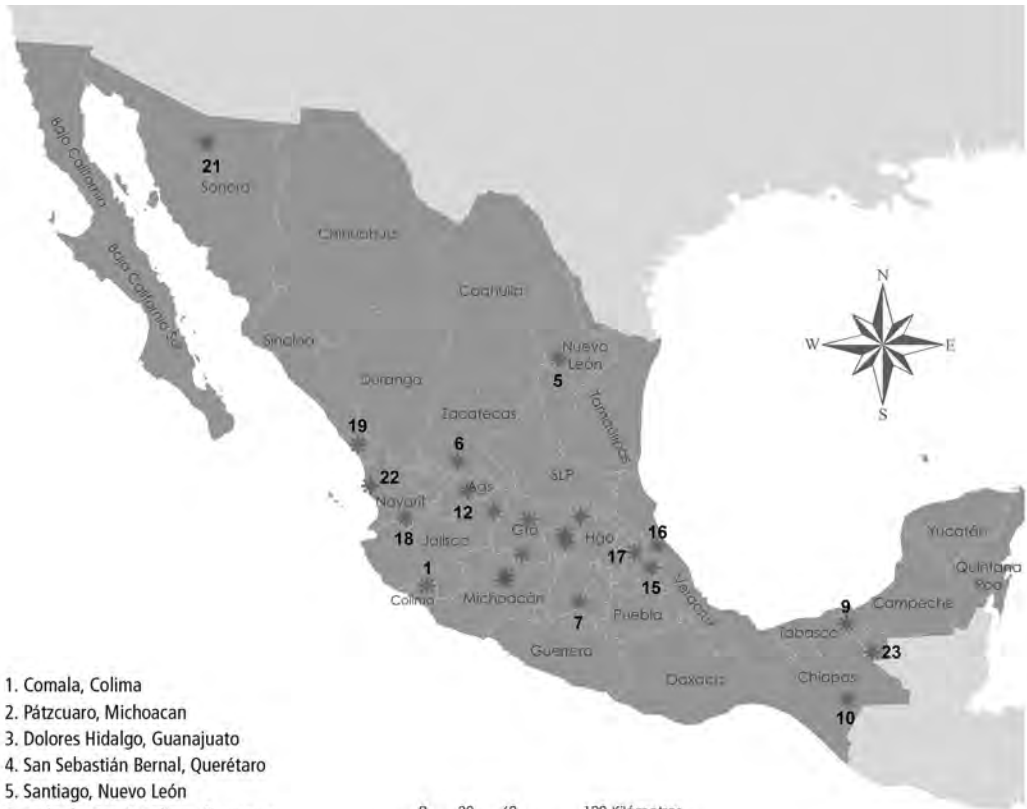 21
Sonora
Baja California
Chihuahua
Baja California Sur
Coahuila
N
W
E
S
Sinaloa
Nuevo
León
5
Duranga
Tamaulipas
Zacatecas
19
6
SLP
22
Ags
Nayarit
12
Gto
16
Yucatán
18
Jalisco
Hgo
17
Quintana
Roo
1
15
Colima
Michoacán
Veracruz
9
Campeche
7
Puebla
Tabasco
Guerrero
23
Oaxaca
Chiapas
10
1. Comala, Colima
2. Pátzcuaro, Michoacan
3. Dolores Hidalgo, Guanajuato
4. San Sebastián Bernal, Querétaro
5. Santiago, Nuevo León